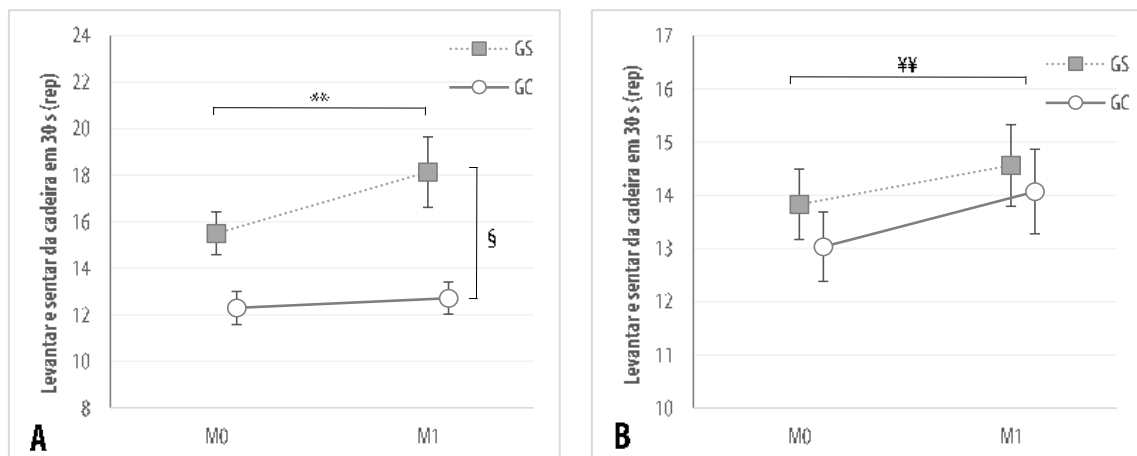 Levantar e sentar da cadeira em 30 s (rep)
24
22
20
18
16
14
12
10
8
GS
GC
**
§
M0
M1
A
Levantar e sentar da cadeira em 30 s (rep)
17
16
15
14
13
12
11
10
GS
GC
¥¥
M0
M1
B